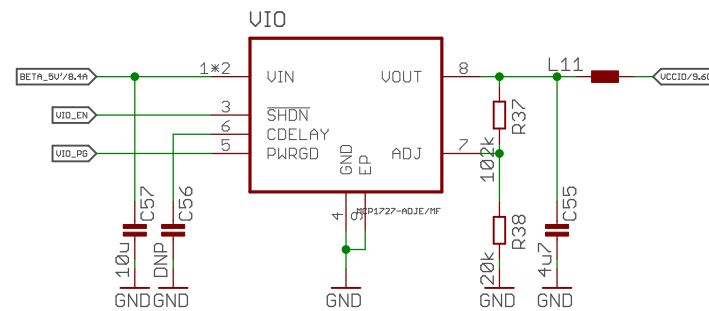 VIO
BETA_5V'/8.4A
1*2
VIN
VOUT
8
L11
VCCIO/9.6C
VIO_EN
3
SHDN
6
CDELAY
R37
VIO_PG
5
PWRGD
ADJ
7
102k
GND
EP
C57
C56
4
9
MCP1727-ADJE/MF
R38
C55
10u
DNP
20k
4u7
GND
GND
GND
GND
GND